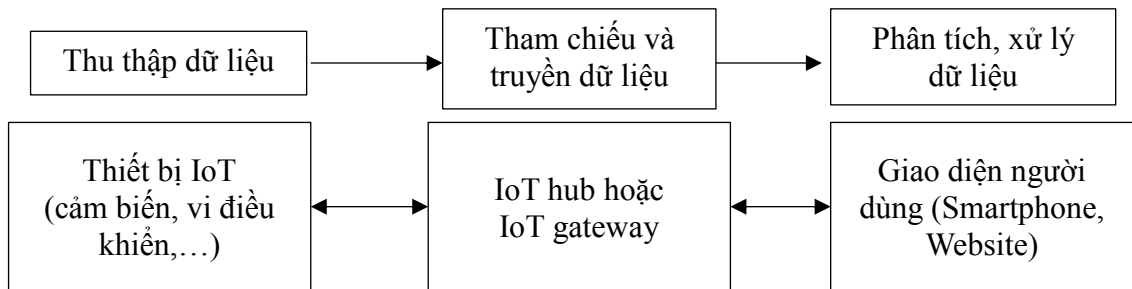 Thu thập dữ liệu
Tham chiếu và
truyền dữ liệu
Phân tích, xử lý
dữ liệu
Thiết bị IoT
(cảm biến, vi điều
khiển,…)
IoT hub hoặc
IoT gateway
Giao diện người
dùng (Smartphone,
Website)